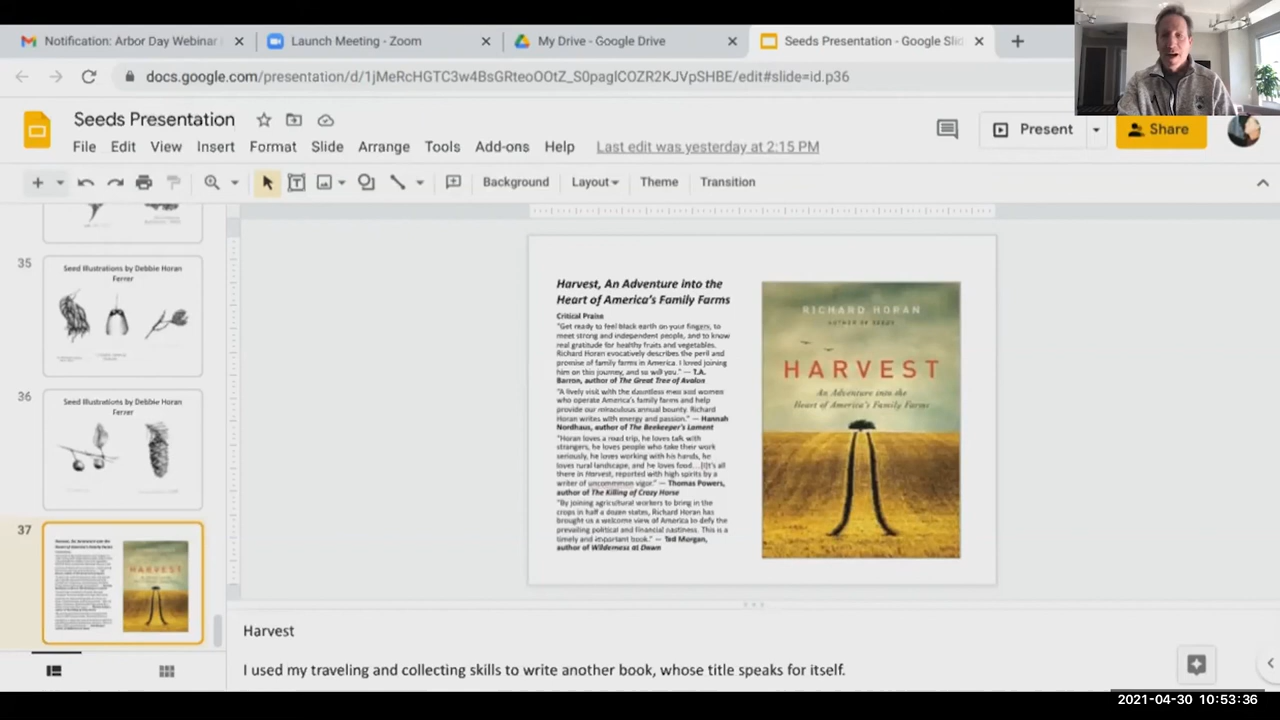 Notification: Arbor Day Webinar
Launch Meeting - Zoom
My Drive - Google Drive
Seeds Presentation - Google Slid
docs.google.com/presentation/d/1jMeRcHGTC3w4BsGRteoOOtZ_S0paglCOZR2KJVpSHBE/edit#slide=id.p36
Seeds Presentation
Present
Share
File Edit View Insert Format Slide Arrange Tools Add-ons Help Last edit was yesterday at 2:15 PM
Background Layout Theme Transition
35
Seed Illustrations by Debbie Horan
Ferrer
36
Seed Illustrations by Debbie Horan
Ferrer
37
Harvest, An Adventure into the
Heart of America's Family Farms
Critical Praise
"Get ready to feel black earth on your fingers, to
meet strong and independent people, and to know
real gratitude for healthy fruits and vegetables.
Richard Horan evocatively describes the peril and
promise of family farms in America. I loved joining
him on this journey, and so will you." — T.A.
Barron, author of The Great Tree of Avalon
"A lively visit with the dauntless men and women
who operate America's family farms and help
provide our miraculous annual bounty. Richard
Horan writes with energy and passion." — Hannah
Nordhaus, author of The Beekeeper's Lament
"Horan loves a road trip, he loves talk with
strangers, he loves people who take their work
seriously, he loves working with his hands, he
loves rural landscape, and he loves food...[I]t's all
there in Harvest, reported with high spirits by a
writer of uncommon vigor." — Thomas Powers,
author of The Killing of Crazy Horse
"By joining agricultural workers to bring in the
crops in half a dozen states, Richard Horan has
brought us a welcome view of America to defy the
prevailing political and financial nastiness. This is a
timely and important book." — Ted Morgan,
author of Wilderness at Dawn
RICHARD HORAN
AUTHOR OF SEEDS
HARVEST
An Adventure into the
Heart of America's Family Farms
Harvest
I used my traveling and collecting skills to write another book, whose title speaks for itself.
2021-04-30 10:53:36